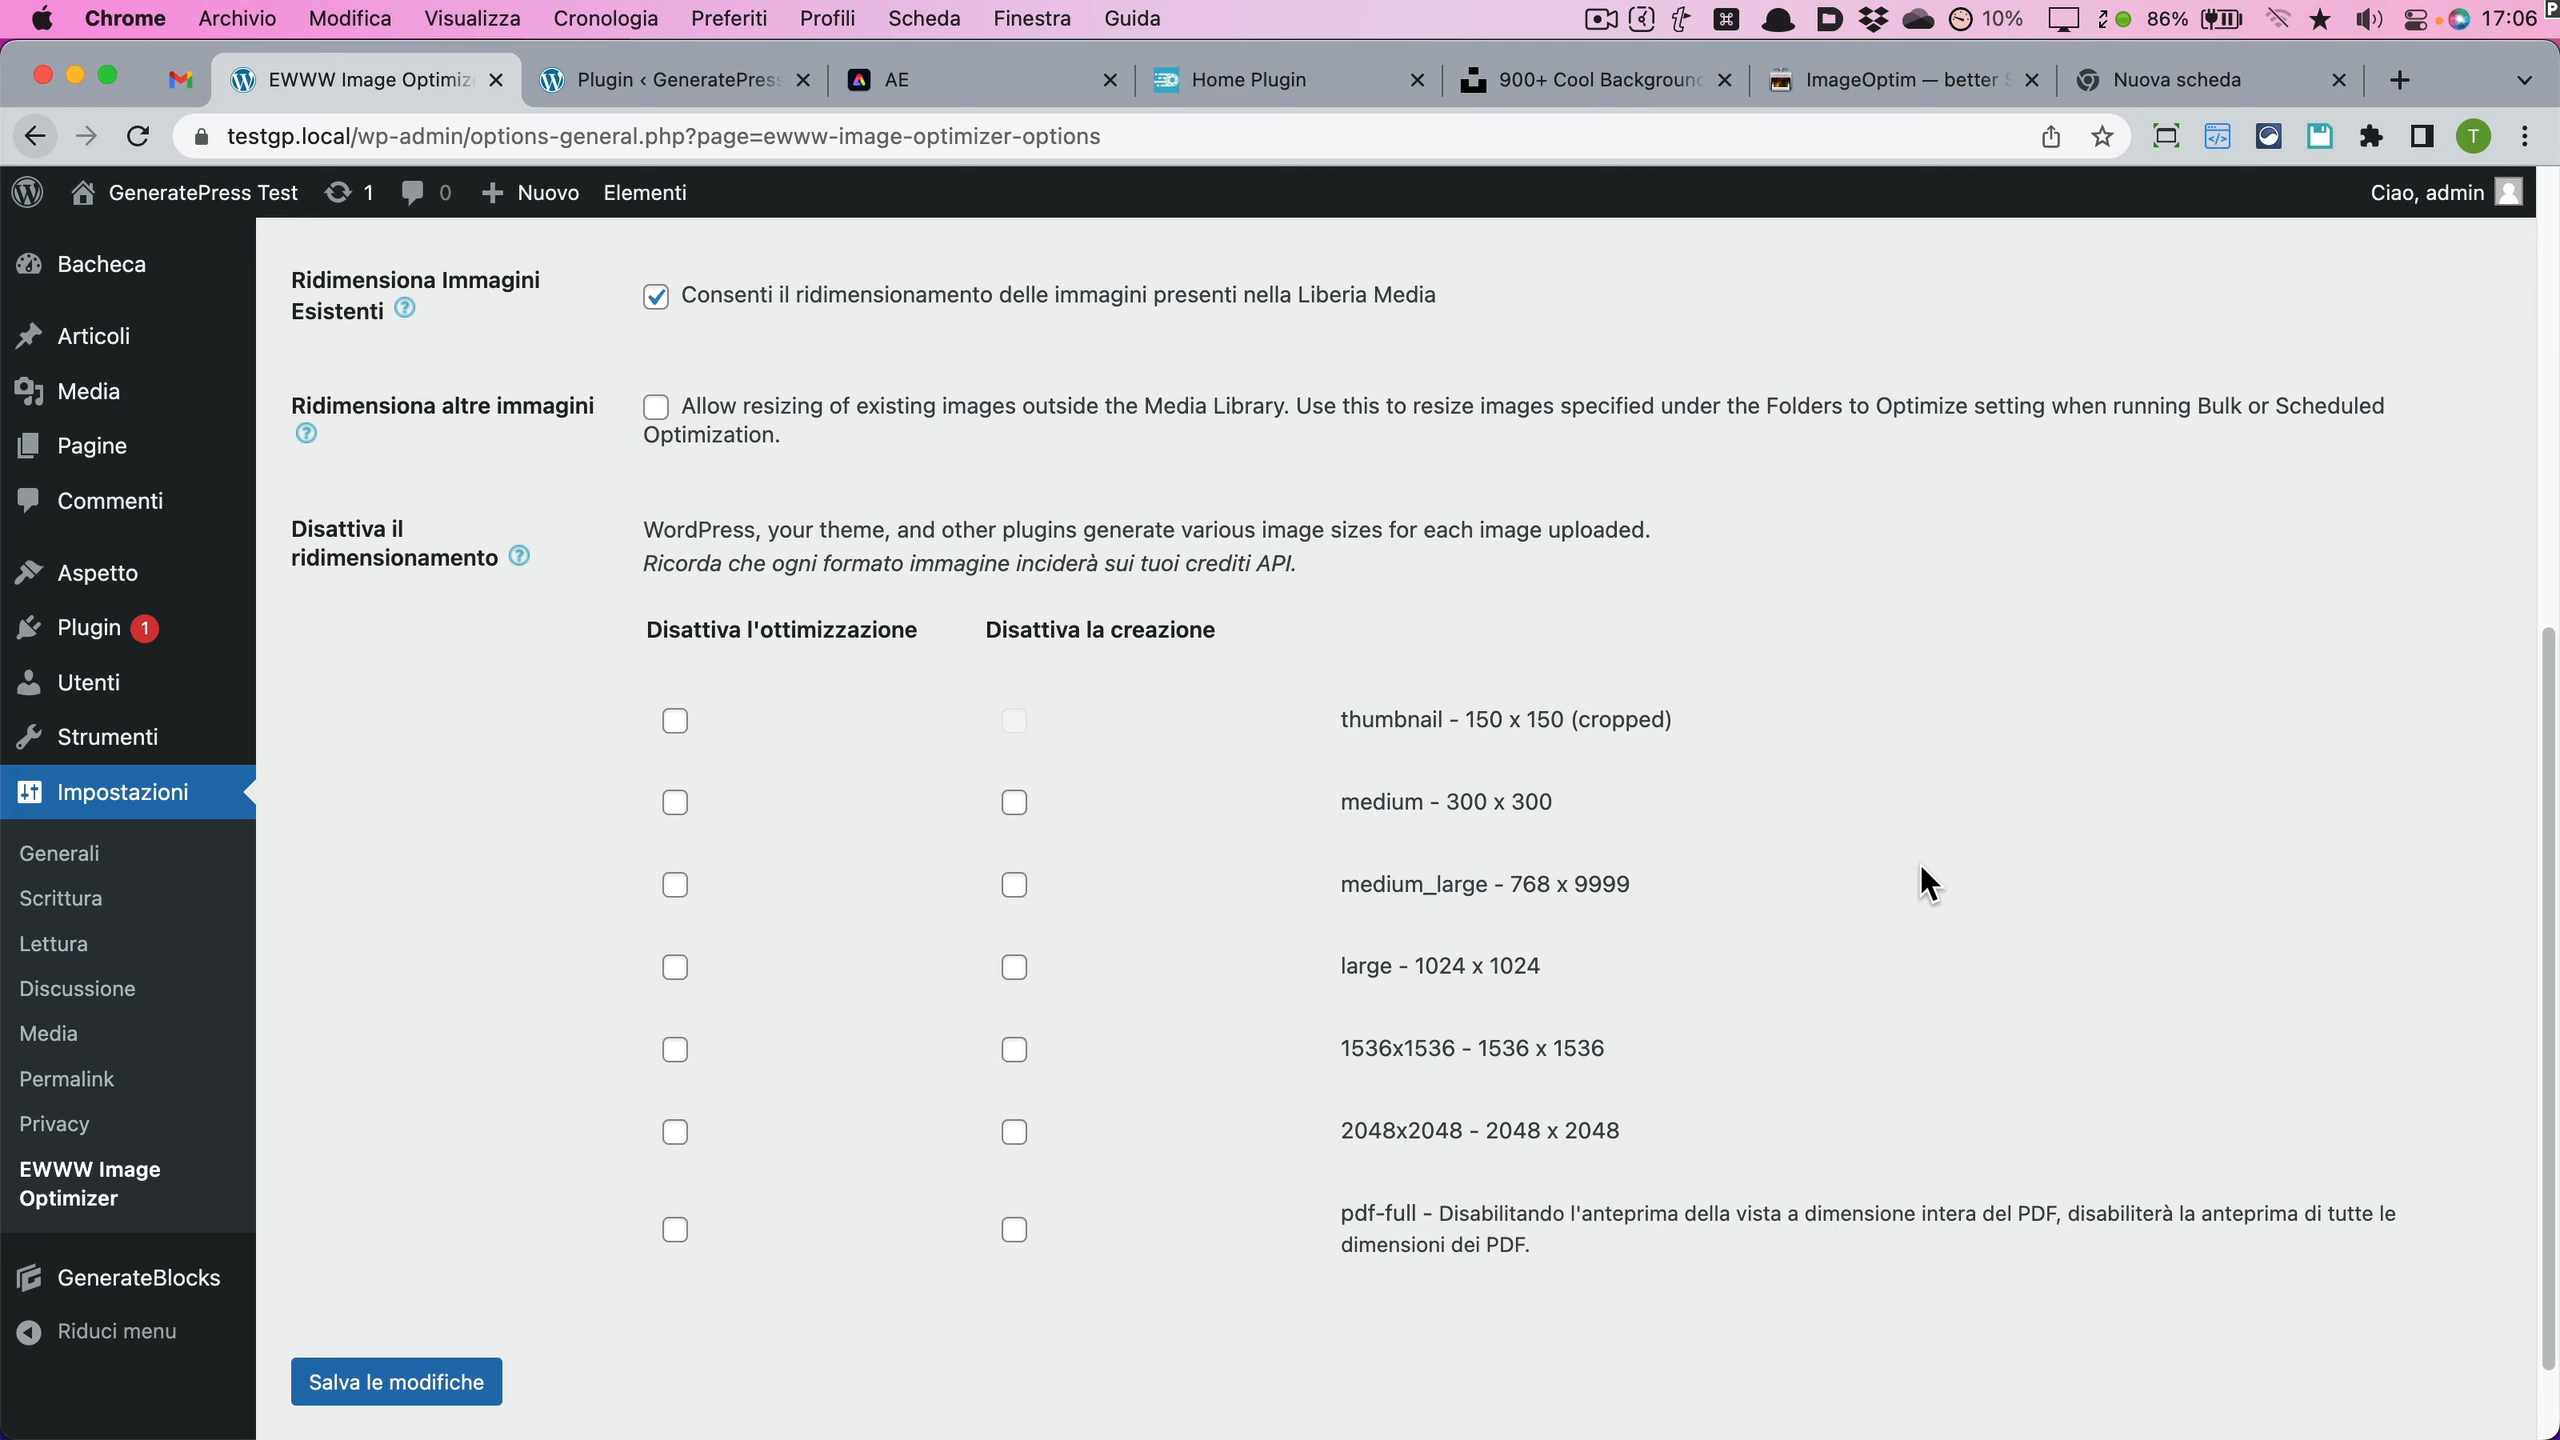 Chrome Archivio Modifica Visualizza Cronologia Preferiti Profili Scheda Finestra Guida 10% 86% 17:06
EWWW Image Optimiz Plugin ‹ GeneratePress AE Home Plugin 900+ Cool Backgroun ImageOptim — better S Nuova scheda
testgp.local/wp-admin/options-general.php?page=ewww-image-optimizer-options T
GeneratePress Test 1 0 Nuovo Elementi Ciao, admin
Bacheca
Articoli
Media
Pagine
Commenti
Aspetto
Plugin 1
Utenti
Strumenti
Impostazioni
Generali
Scrittura
Lettura
Discussione
Media
Permalink
Privacy
EWWW Image
Optimizer
GenerateBlocks
Riduci menu
Ridimensiona Immagini
Esistenti ?
Consenti il ridimensionamento delle immagini presenti nella Liberia Media
Ridimensiona altre immagini
?
Allow resizing of existing images outside the Media Library. Use this to resize images specified under the Folders to Optimize setting when running Bulk or Scheduled
Optimization.
Disattiva il
ridimensionamento ?
WordPress, your theme, and other plugins generate various image sizes for each image uploaded.
Ricorda che ogni formato immagine inciderà sui tuoi crediti API.
Disattiva l'ottimizzazione Disattiva la creazione
thumbnail - 150 x 150 (cropped)
medium - 300 x 300
medium_large - 768 x 9999
large - 1024 x 1024
1536x1536 - 1536 x 1536
2048x2048 - 2048 x 2048
pdf-full - Disabilitando l'anteprima della vista a dimensione intera del PDF, disabiliterà la anteprima di tutte le
dimensioni dei PDF.
Salva le modifiche